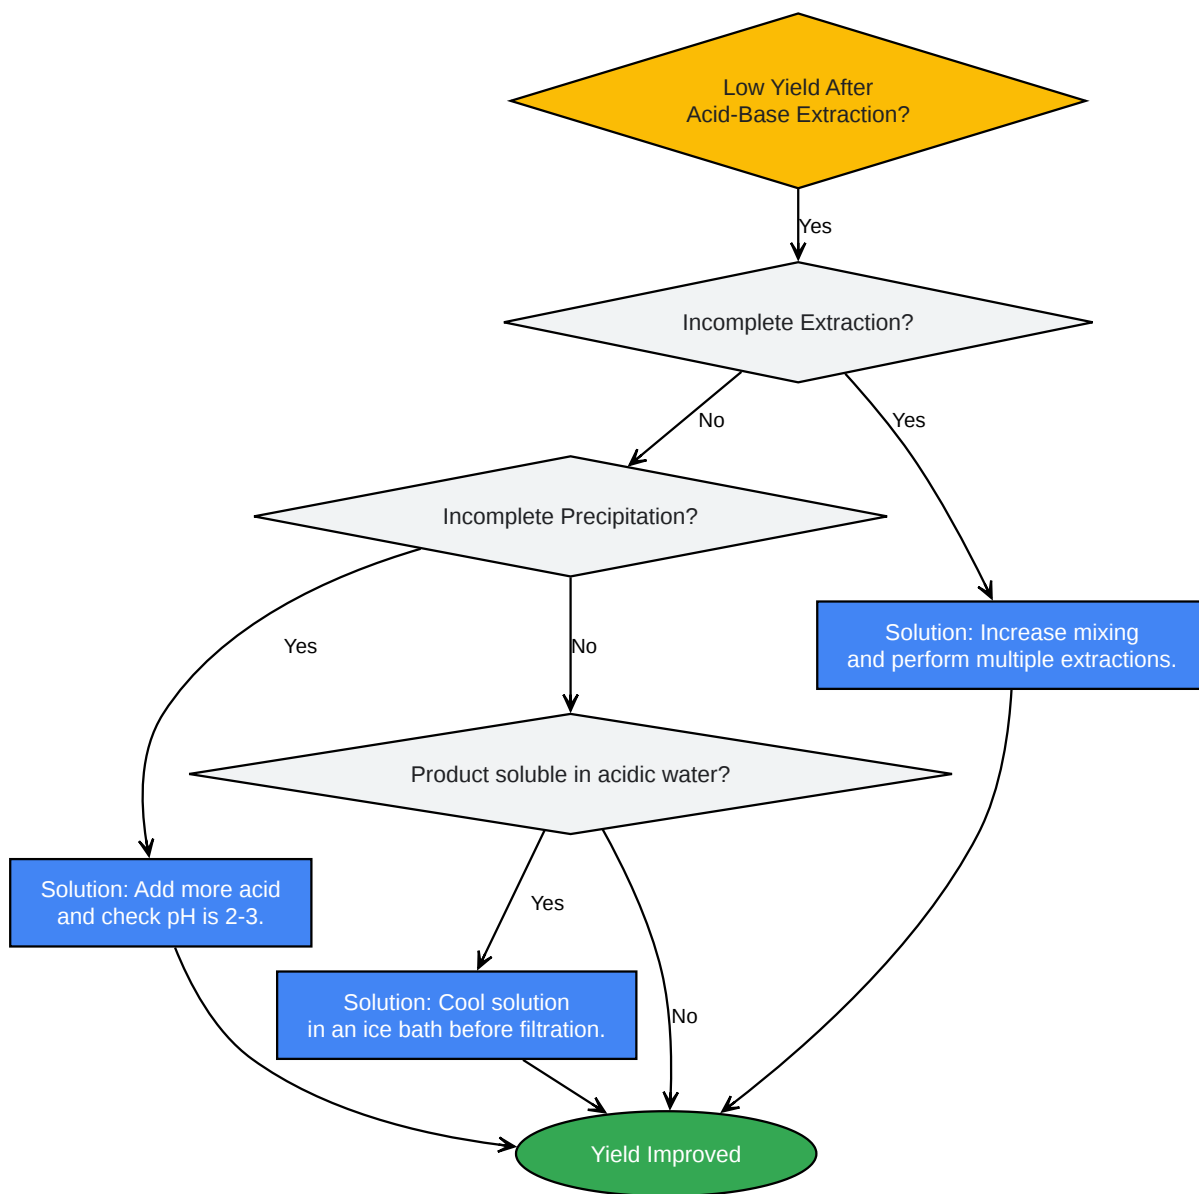 Low Yield After
Acid-Base Extraction?
Yes
Incomplete Extraction?
No
Yes
Incomplete Precipitation?
Solution: Increase mixing
and perform multiple extractions.
Yes
No
Product soluble in acidic water?
Solution: Add more acid
and check pH is 2-3.
Yes
Solution: Cool solution
in an ice bath before filtration.
No
Yield Improved